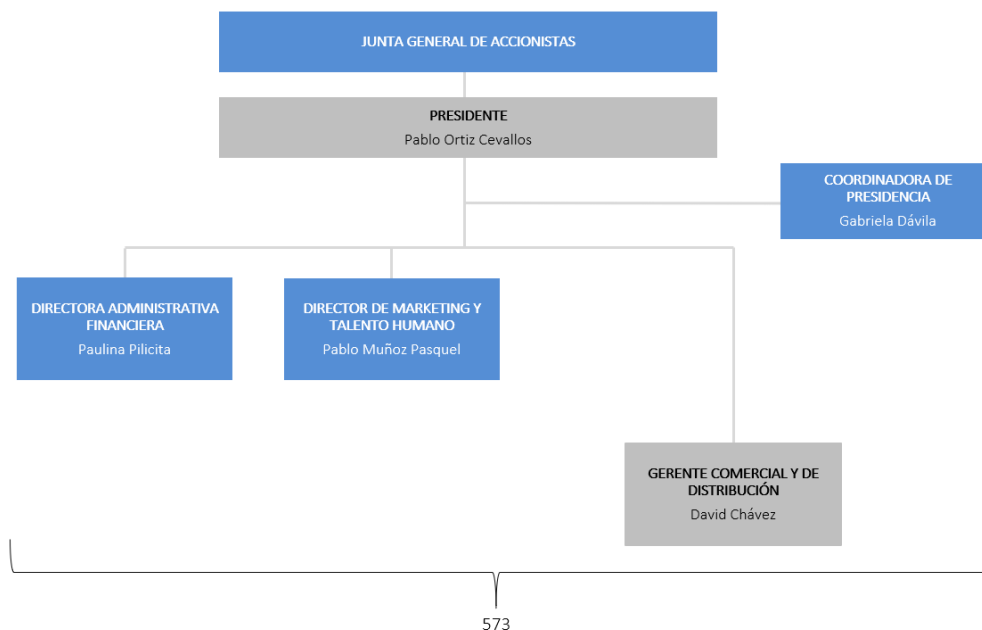 JUNTA GENERAL DE ACCIONISTAS
PRESIDENTE
Pablo Ortiz Cevallos
COORDINADORA DE
PRESIDENCIA
Gabriela Dávila
DIRECTORA ADMINISTRATIVA
FINANCIERA
Paulina Pilicita
DIRECTOR DE MARKETING Y
TALENTO HUMANO
Pablo Muñoz Pasquel
GERENTE COMERCIAL Y DE
DISTRIBUCIÓN
David Chávez
573